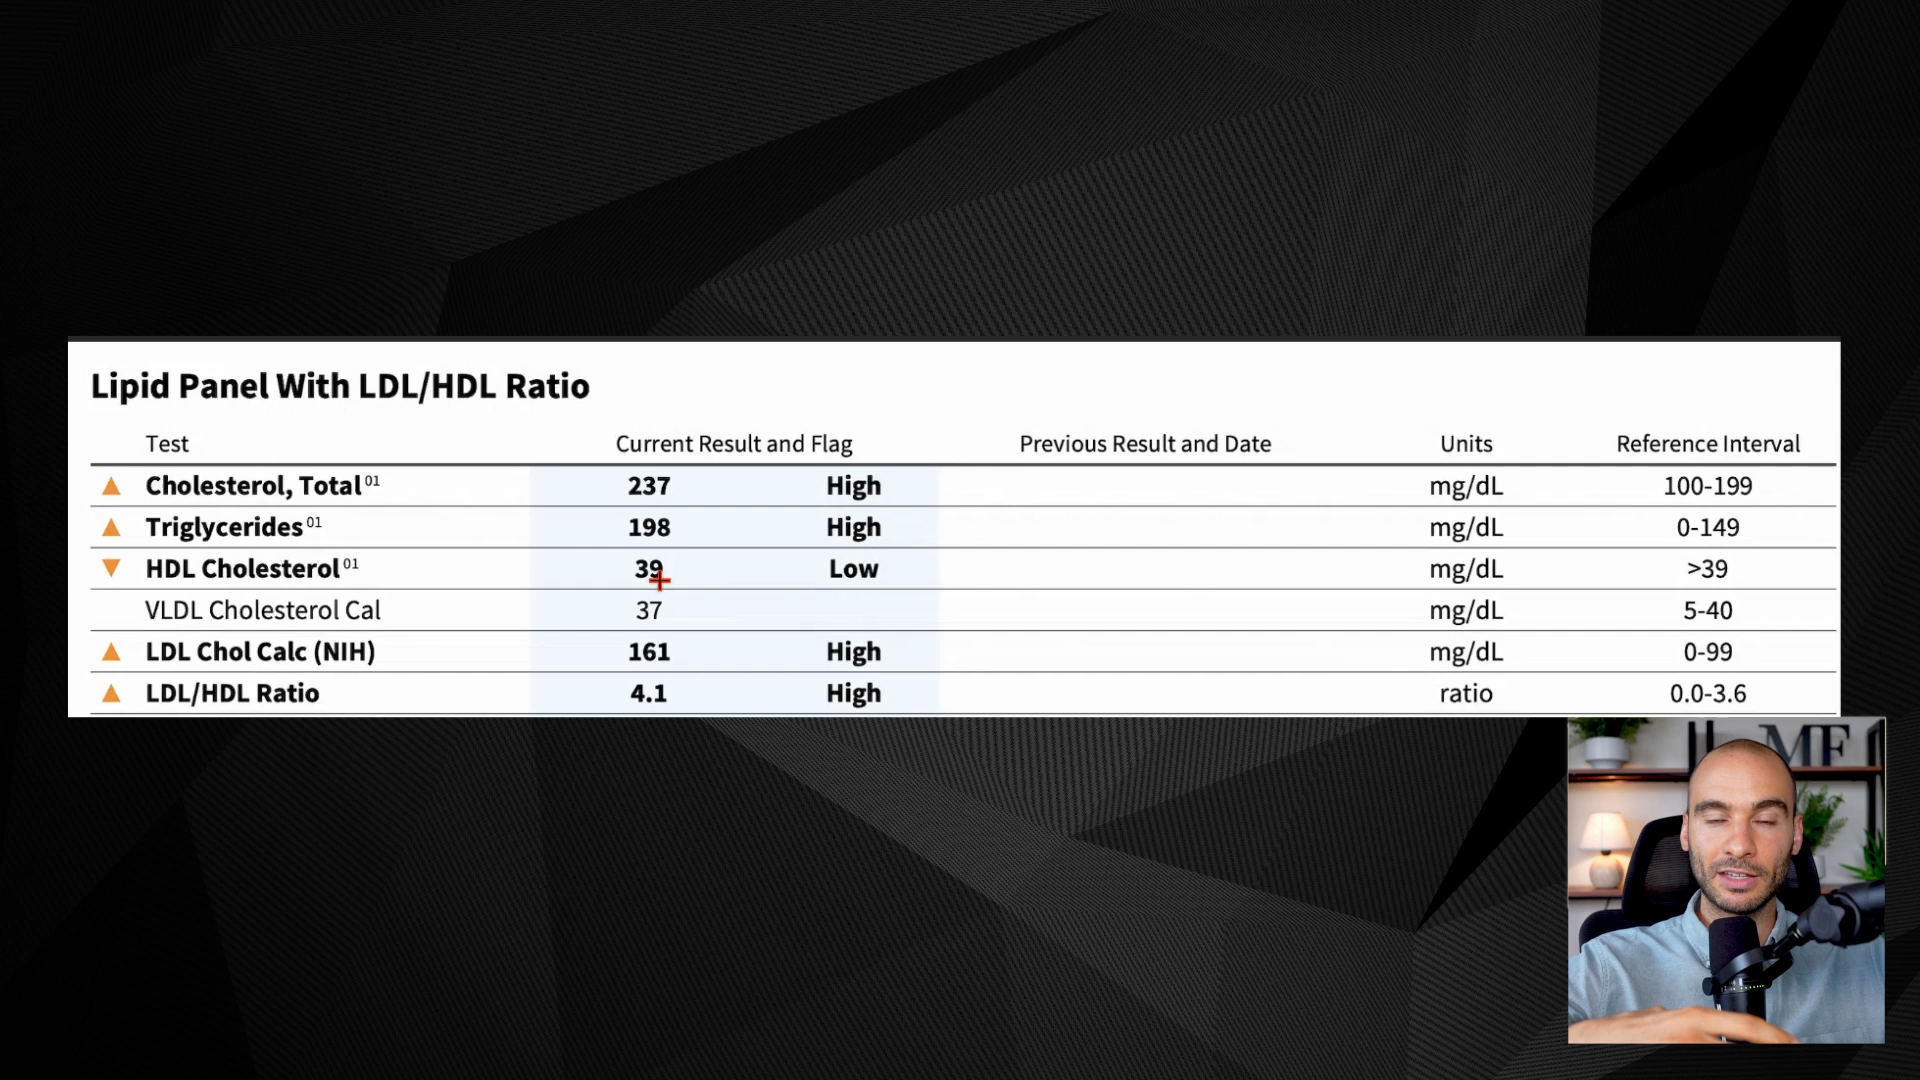 Lipid Panel With LDL/HDL Ratio
Test Current Result and Flag Previous Result and Date Units Reference Interval
▲ Cholesterol, Total 01 237 High mg/dL 100-199
▲ Triglycerides 01 198 High mg/dL 0-149
▼ HDL Cholesterol 01 39 Low mg/dL >39
VLDL Cholesterol Cal 37 mg/dL 5-40
▲ LDL Chol Calc (NIH) 161 High mg/dL 0-99
▲ LDL/HDL Ratio 4.1 High ratio 0.0-3.6
MF